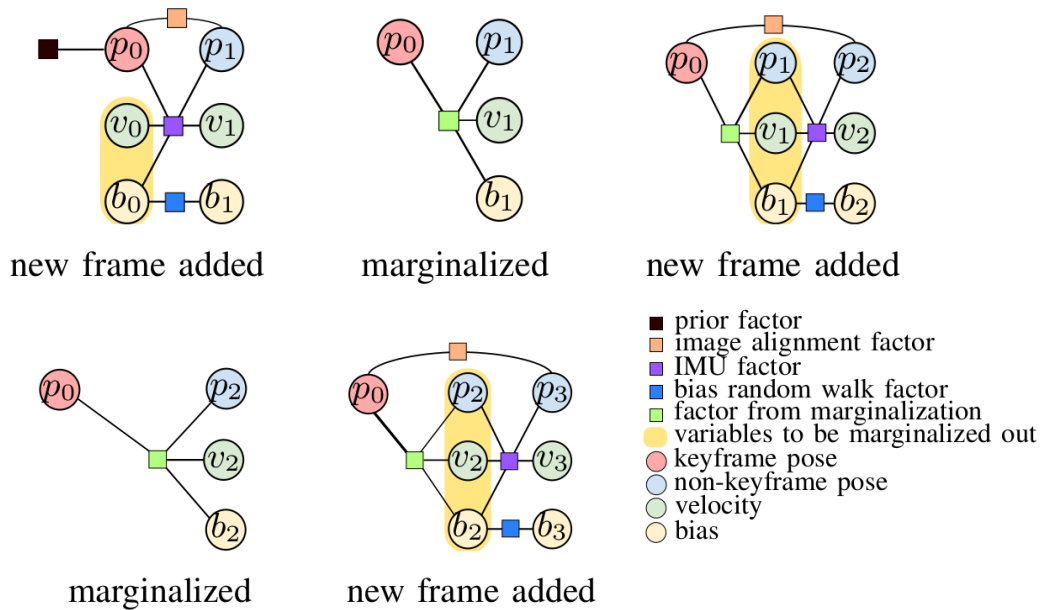 p0 p1
v0 v1
b0 b1
new frame added
p0 p1
v1
b1
marginalized
p0 p1 p2
v1 v2
b1 b2
new frame added
p0 p2
v2
b2
marginalized
p0 p2 p3
v2 v3
b2 b3
new frame added
prior factor
image alignment factor
IMU factor
bias random walk factor
factor from marginalization
variables to be marginalized out
keyframe pose
non-keyframe pose
velocity
bias